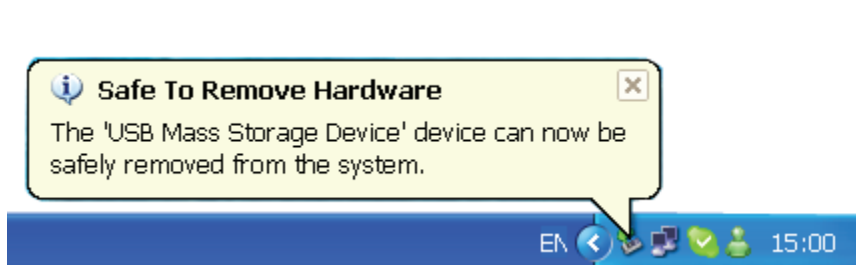 Safe To Remove Hardware
The 'USB Mass Storage Device' device can now be
safely removed from the system.
EN 15:00